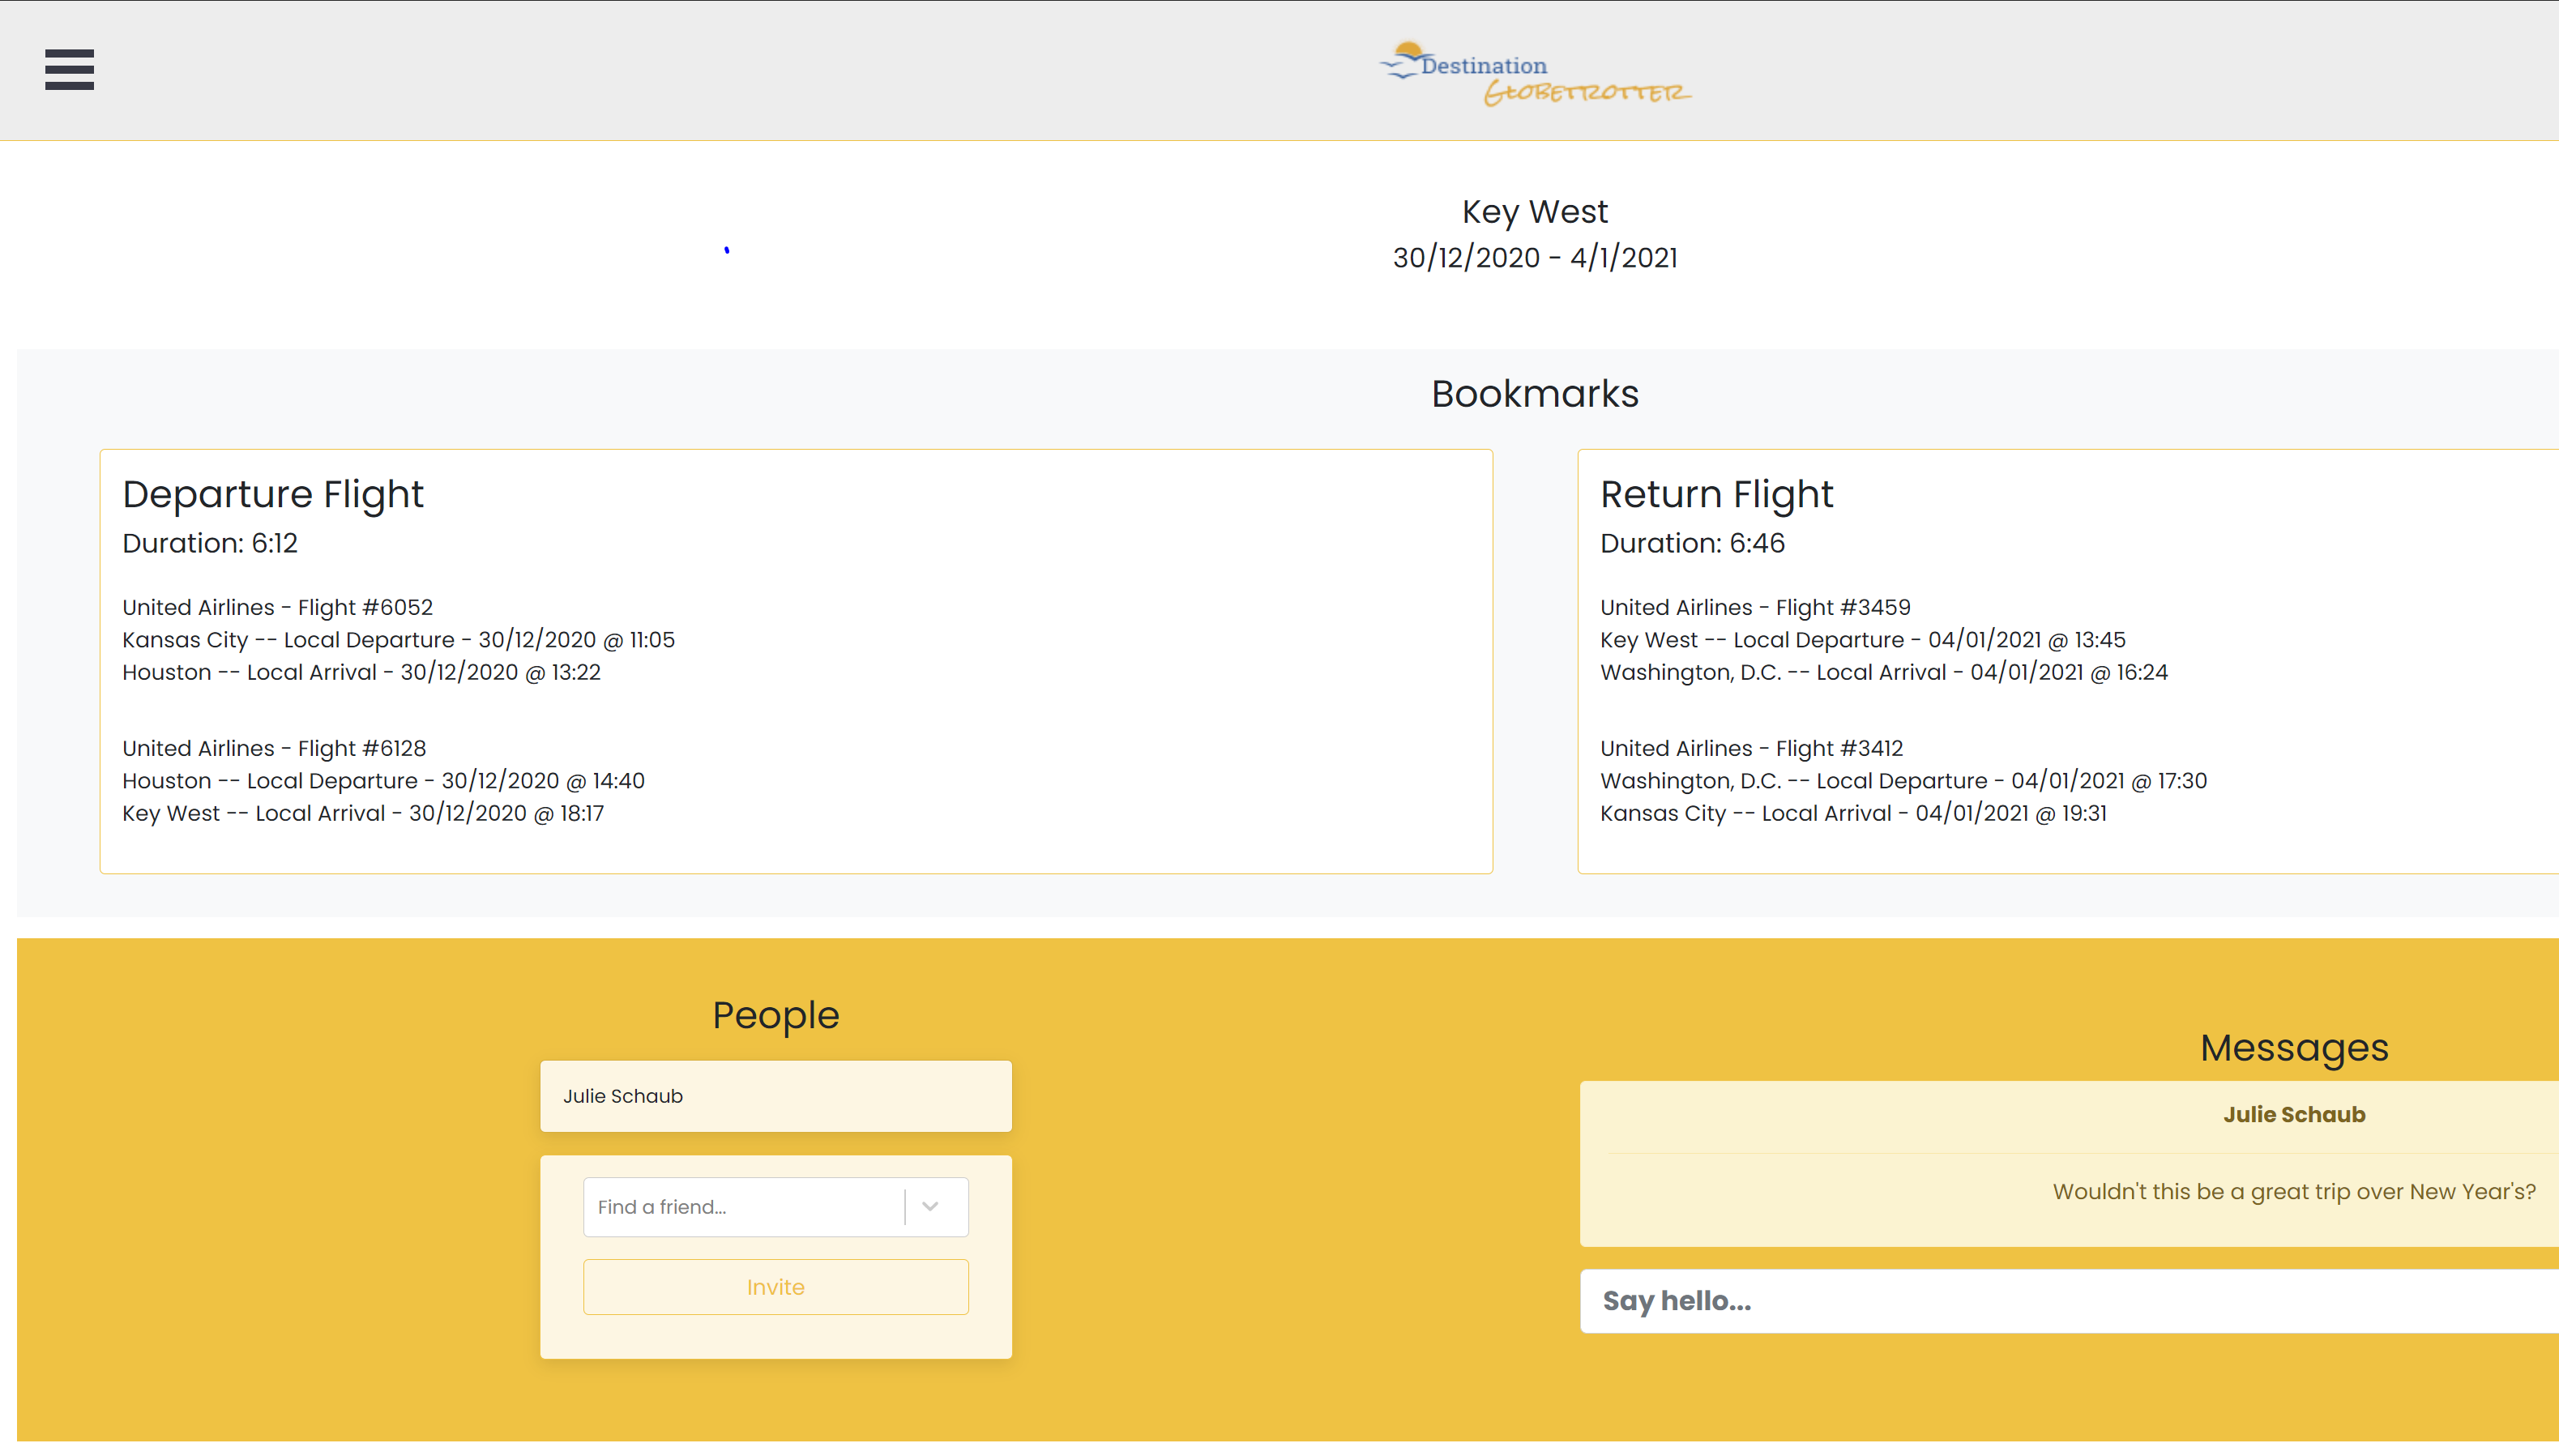 Destination
GLOBETROTTER
Key West
30/12/2020 - 4/1/2021
Bookmarks
Departure Flight
Duration: 6:12
United Airlines - Flight #6052
Kansas City -- Local Departure - 30/12/2020 @ 11:05
Houston -- Local Arrival - 30/12/2020 @ 13:22
United Airlines - Flight #6128
Houston -- Local Departure - 30/12/2020 @ 14:40
Key West -- Local Arrival - 30/12/2020 @ 18:17
Return Flight
Duration: 6:46
United Airlines - Flight #3459
Key West -- Local Departure - 04/01/2021 @ 13:45
Washington, D.C. -- Local Arrival - 04/01/2021 @ 16:24
United Airlines - Flight #3412
Washington, D.C. -- Local Departure - 04/01/2021 @ 17:30
Kansas City -- Local Arrival - 04/01/2021 @ 19:31
People
Julie Schaub
Find a friend...
Invite
Messages
Julie Schaub
Wouldn't this be a great trip over New Year's?
Say hello...